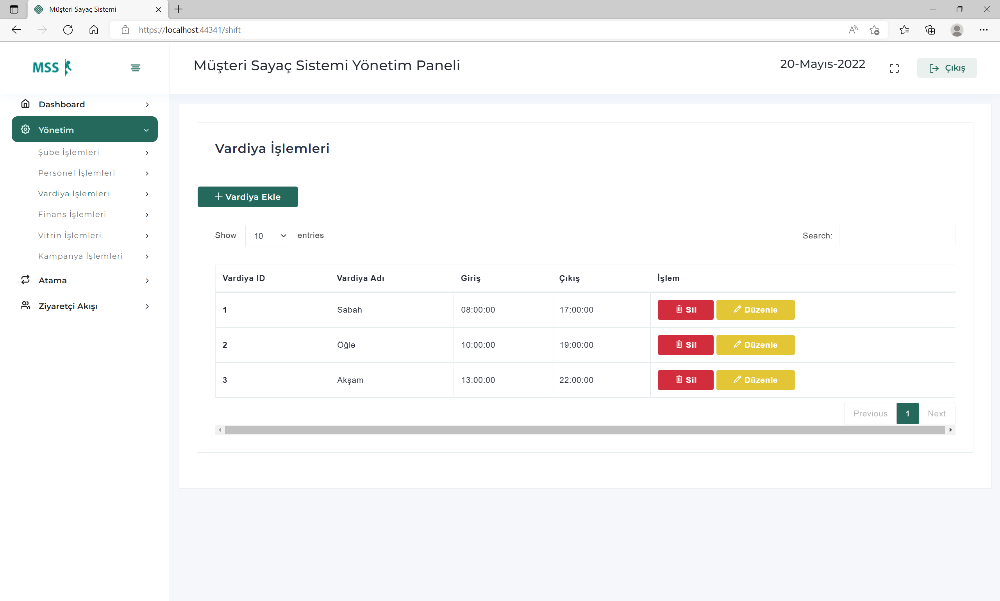 Müşteri Sayaç Sistemi
https://localhost:44341/shift
MSS
Müşteri Sayaç Sistemi Yönetim Paneli
20-Mayıs-2022
Çıkış
Dashboard
Yönetim
Şube İşlemleri
Personel İşlemleri
Vardiya İşlemleri
Finans İşlemleri
Vitrin İşlemleri
Kampanya İşlemleri
Atama
Ziyaretçi Akışı
Vardiya İşlemleri
+ Vardiya Ekle
Show 10 entries
Search:
Vardiya ID Vardiya Adı Giriş Çıkış İşlem
1 Sabah 08:00:00 17:00:00 Sil Düzenle
2 Öğle 10:00:00 19:00:00 Sil Düzenle
3 Akşam 13:00:00 22:00:00 Sil Düzenle
Previous 1 Next